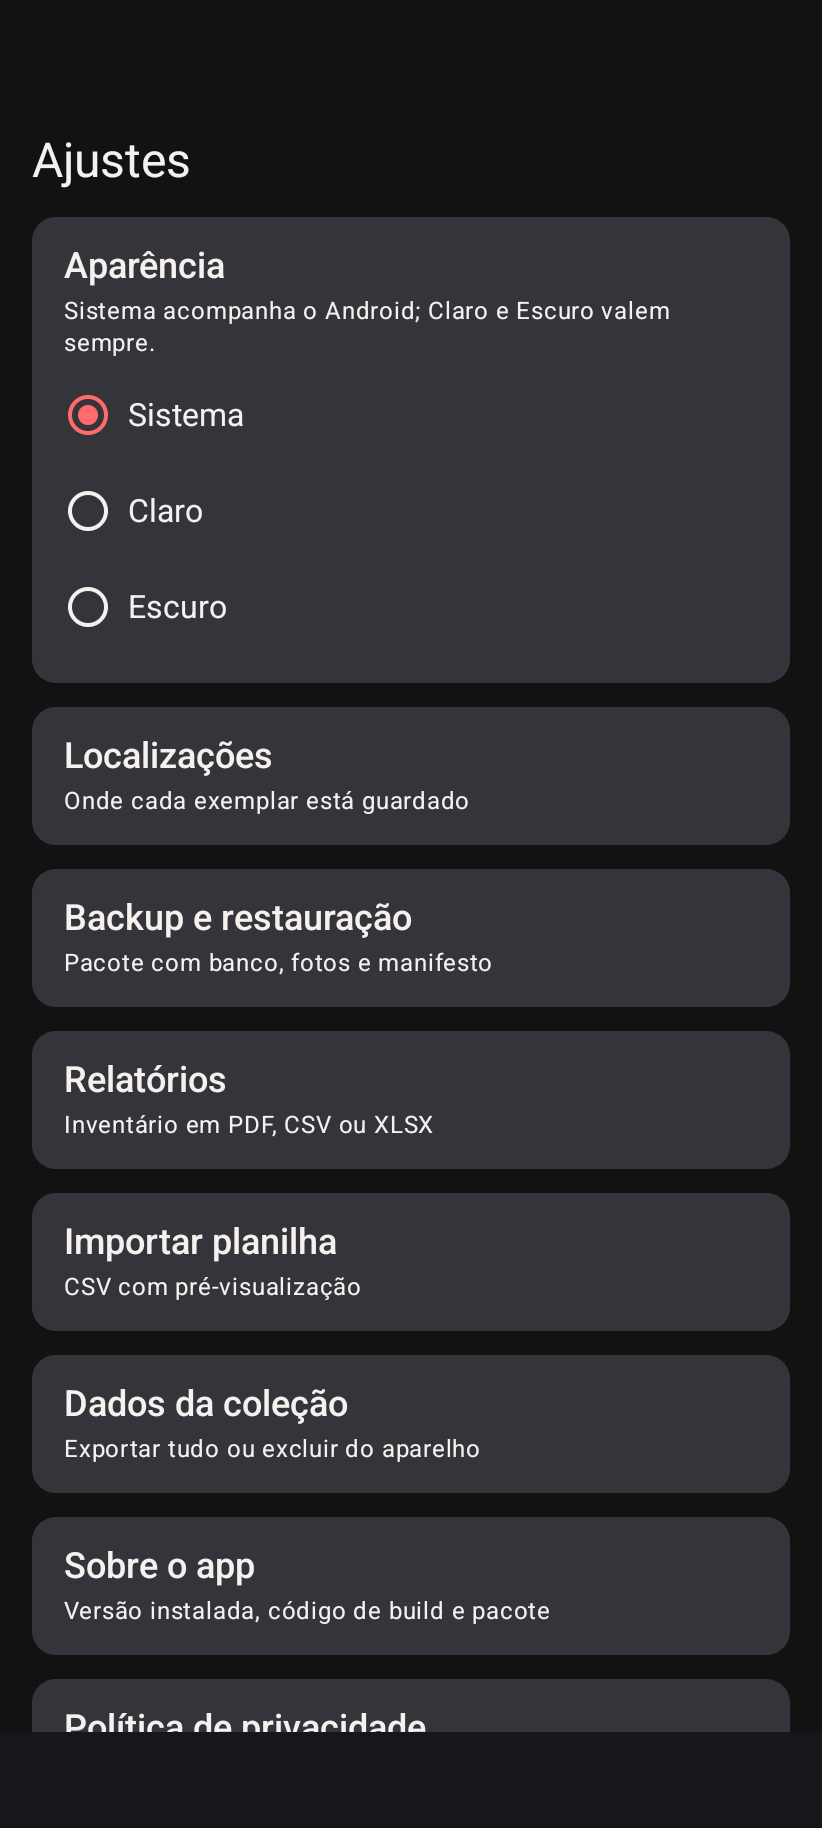 Ajustes
Aparência
Sistema acompanha o Android; Claro e Escuro valem
sempre.
Sistema
Claro
Escuro
Localizações
Onde cada exemplar está guardado
Backup e restauração
Pacote com banco, fotos e manifesto
Relatórios
Inventário em PDF, CSV ou XLSX
Importar planilha
CSV com pré-visualização
Dados da coleção
Exportar tudo ou excluir do aparelho
Sobre o app
Versão instalada, código de build e pacote
Política de privacidade